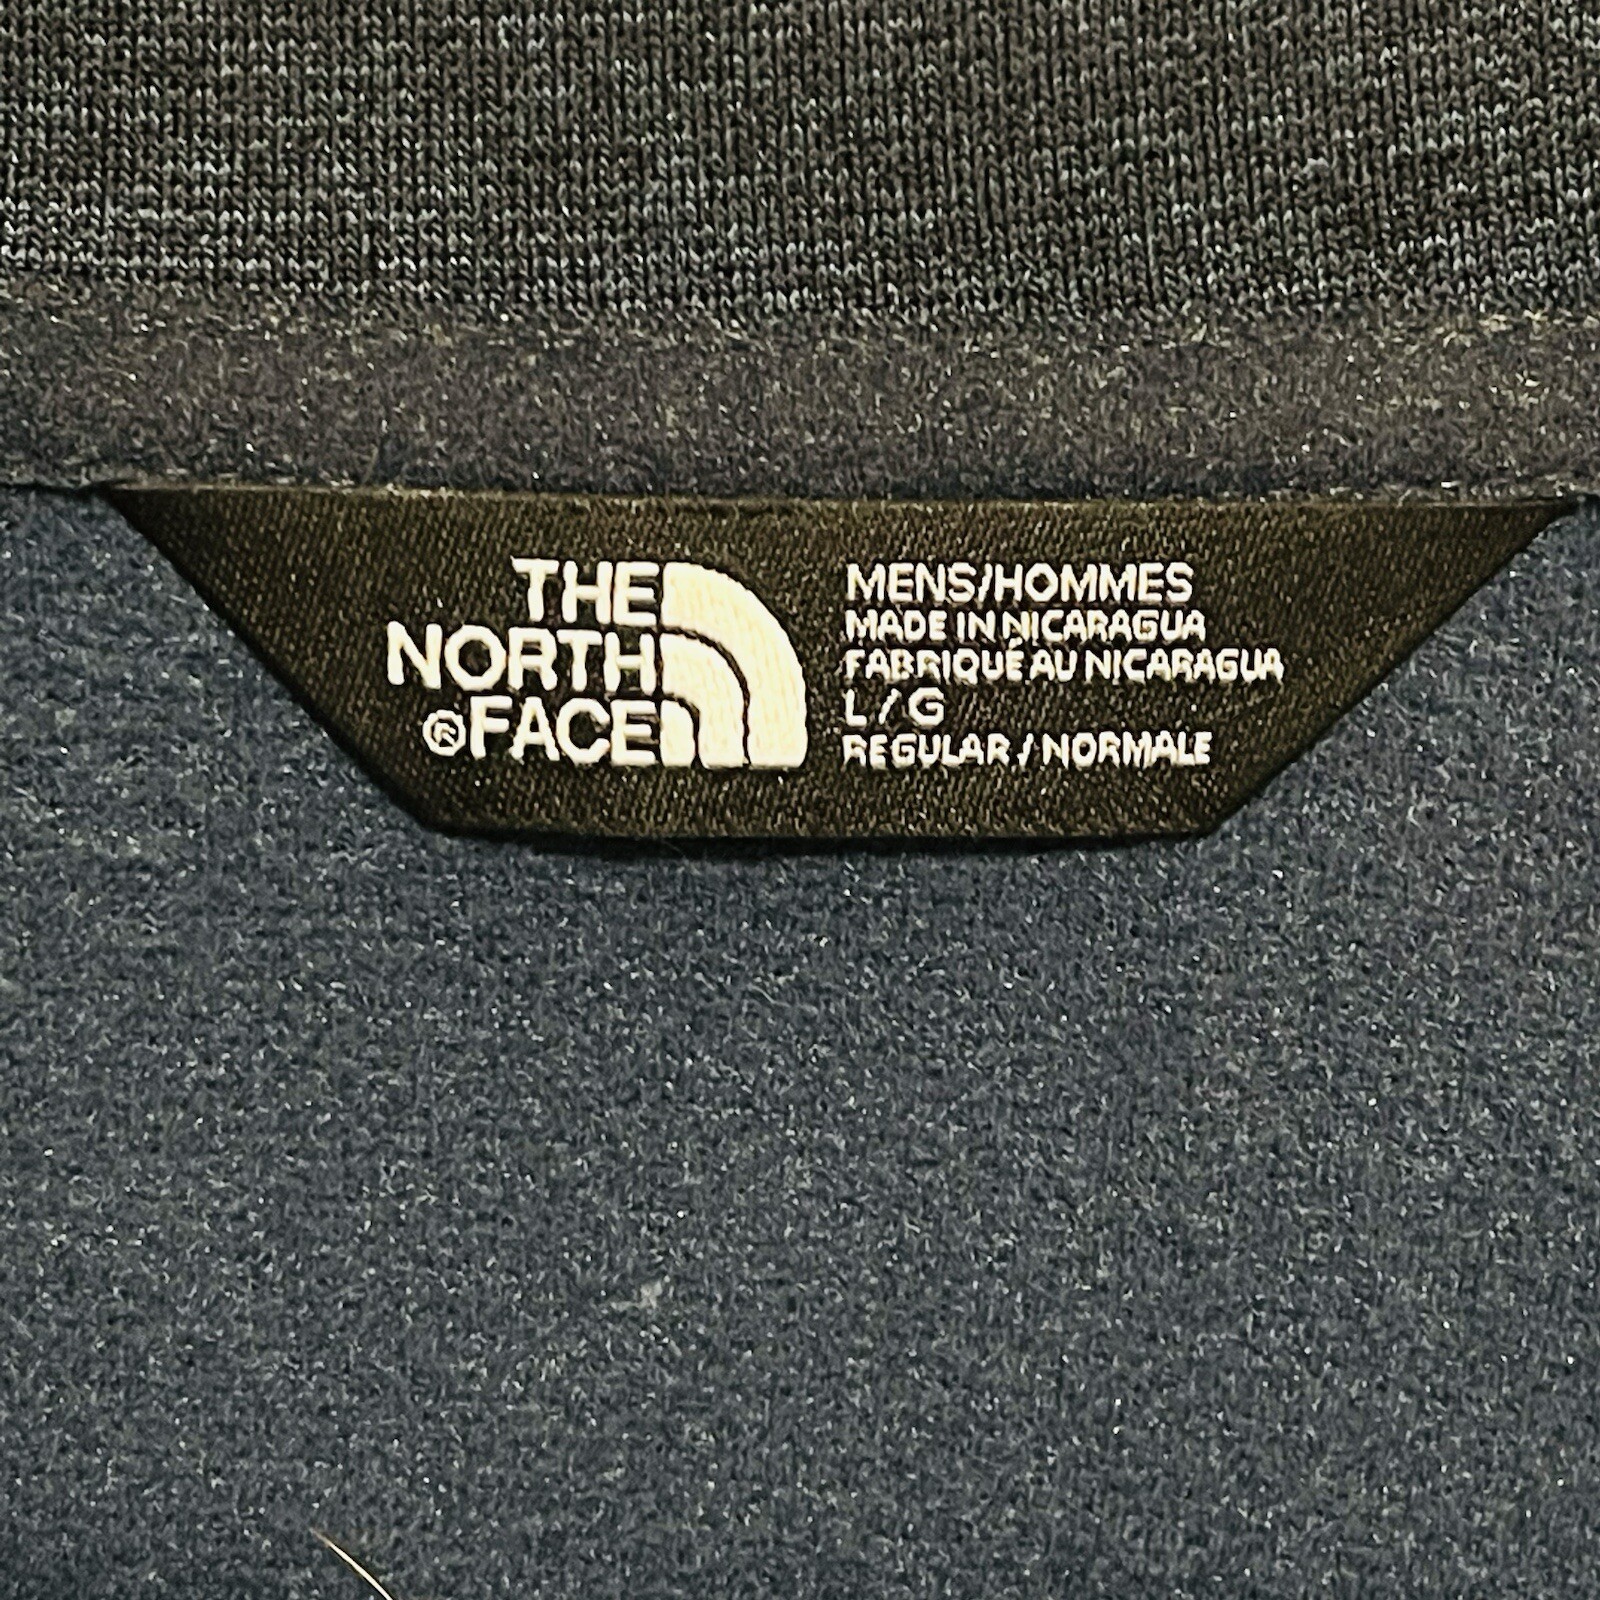 THE
NORTH
®FACE
MENS/HOMMES
MADE IN NICARAGUA
FABRIQUÉ AU NICARAGUA
L/G
REGULAR/NORMALE